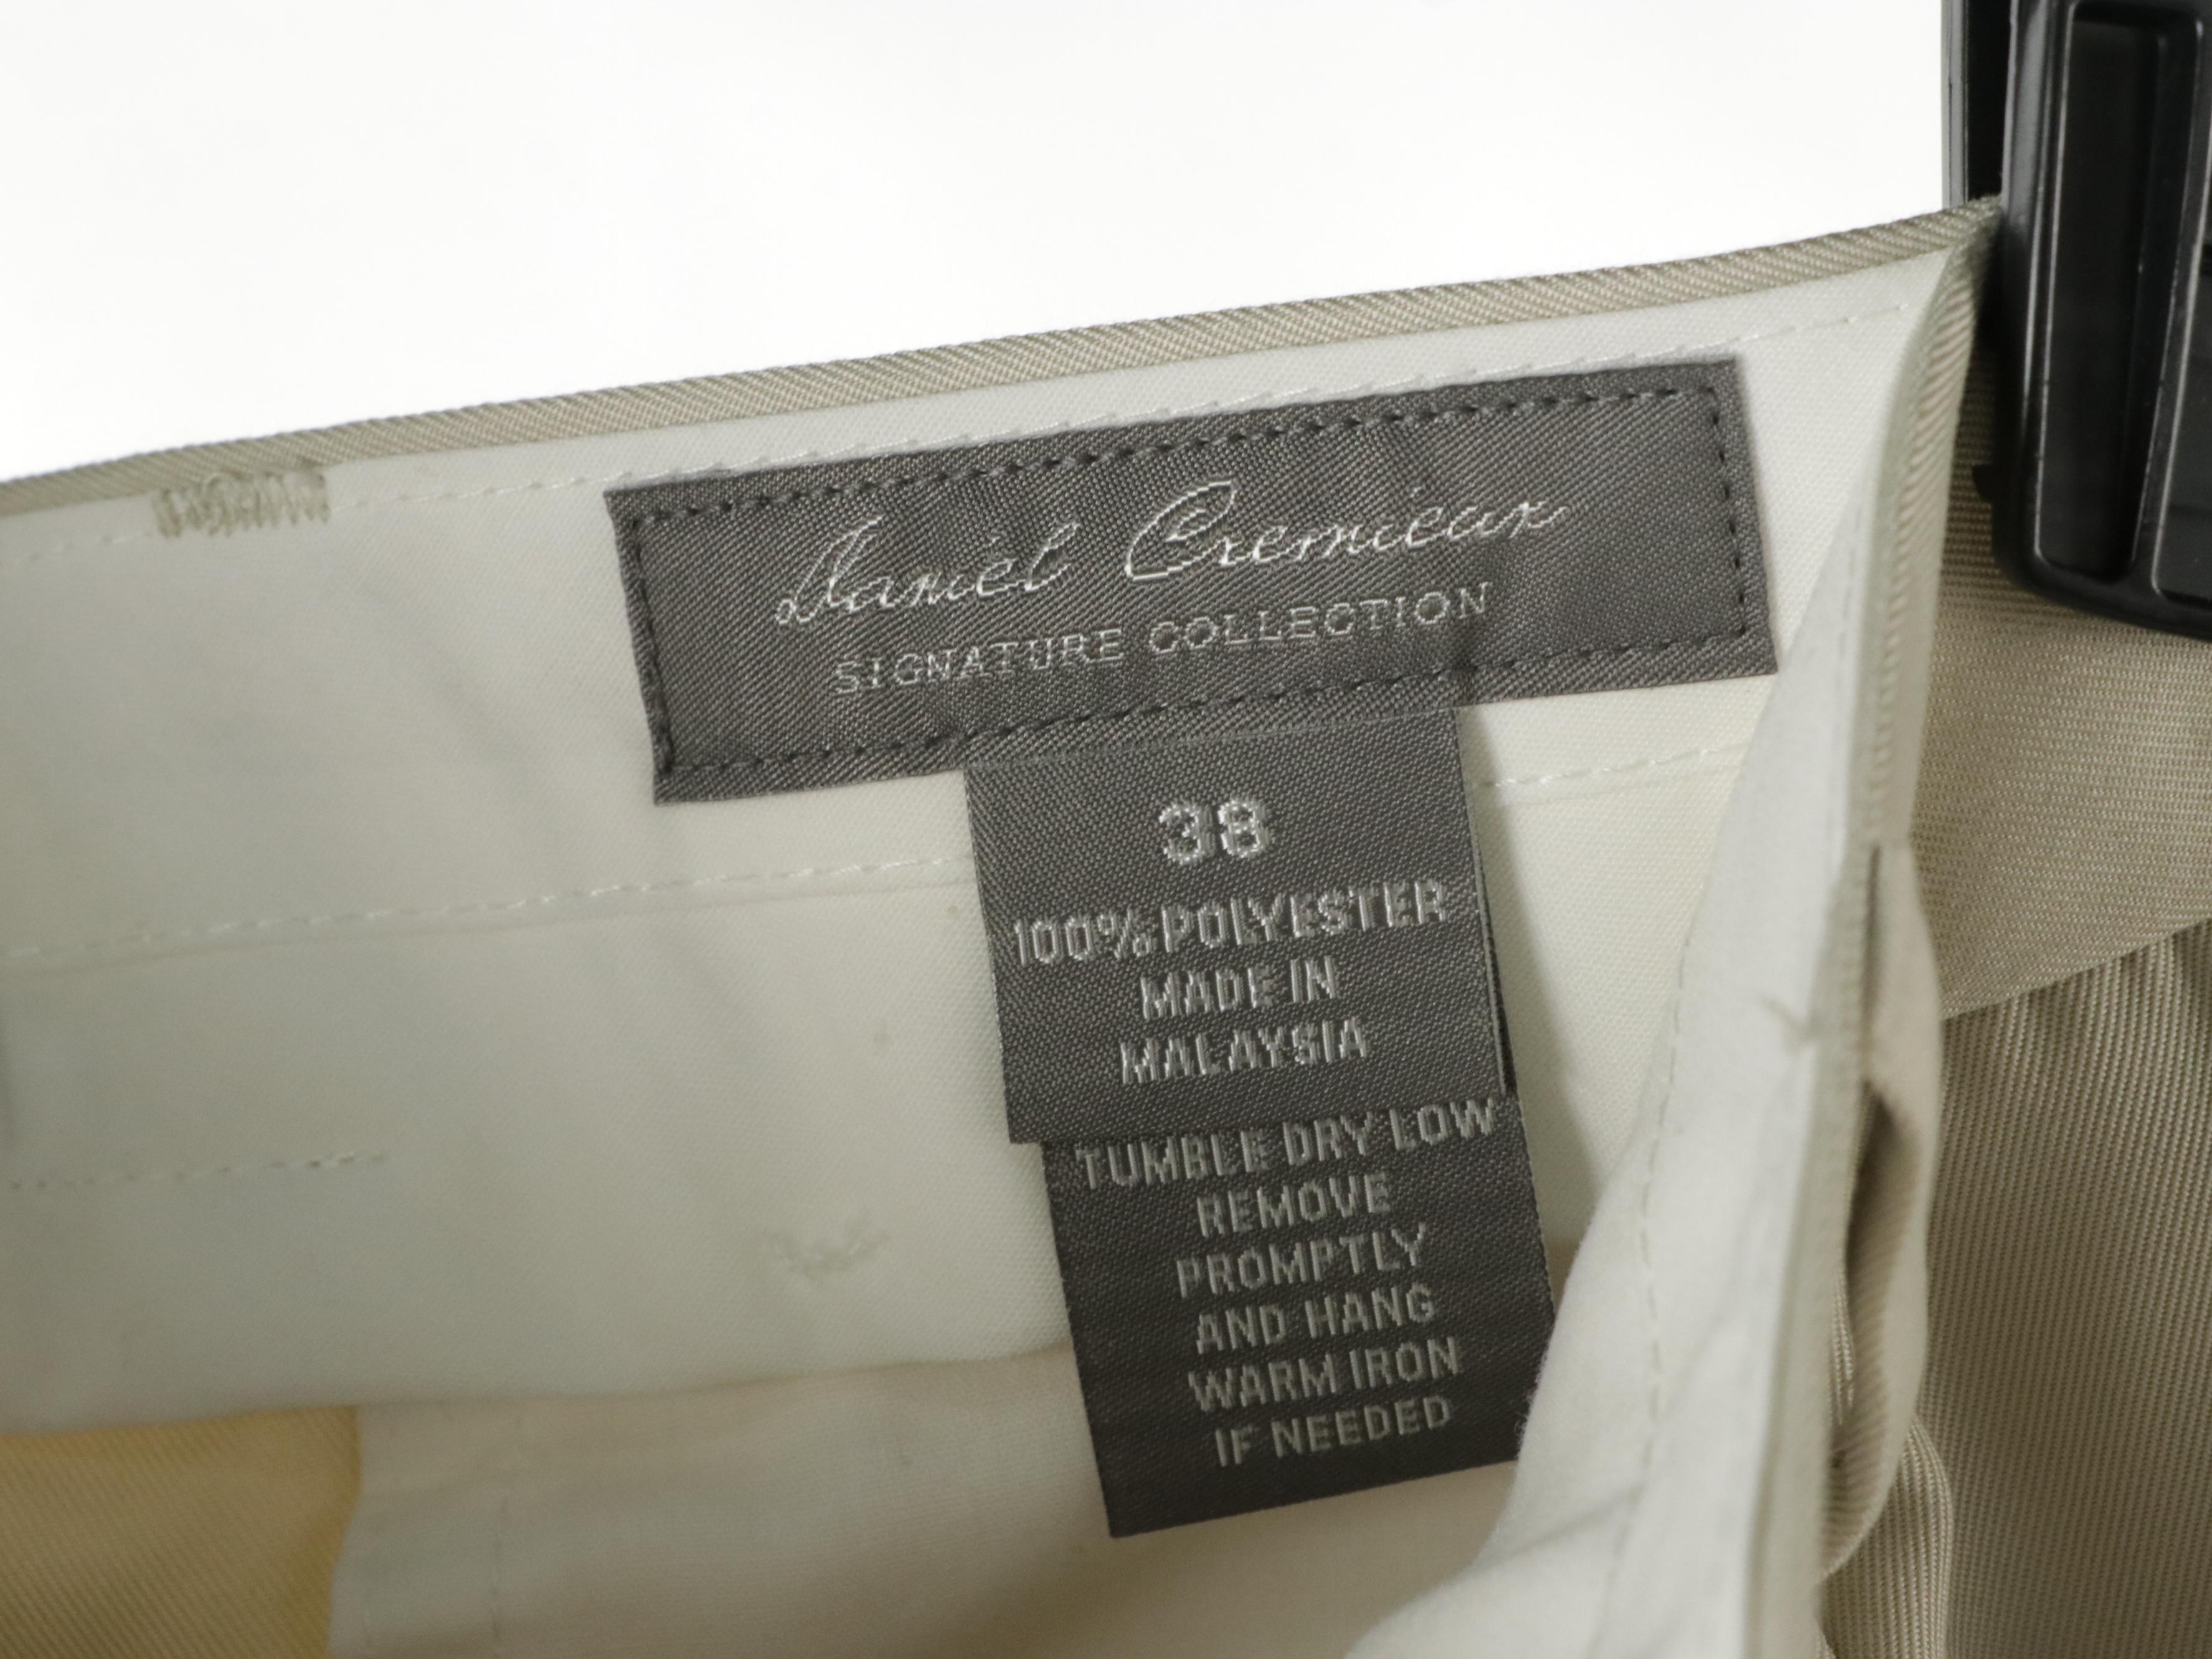 Daniel Cremieux
SIGNATURE COLLECTION
38
100% POLYESTER
MADE IN
MALAYSIA
TUMBLE DRY LOW
REMOVE
PROMPTLY
AND HANG
WARM IRON
IF NEEDED